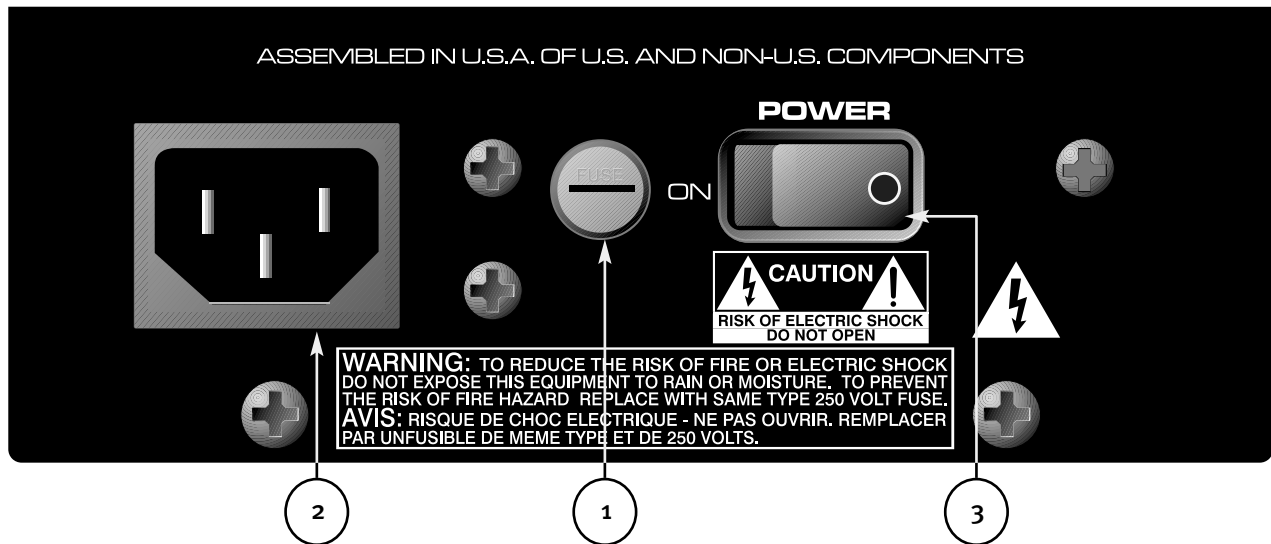 ASSEMBLED IN U.S.A. OF U.S. AND NON-U.S. COMPONENTS
POWER
FUSE
ON
CAUTION
RISK OF ELECTRIC SHOCK
DO NOT OPEN
WARNING: TO REDUCE THE RISK OF FIRE OR ELECTRIC SHOCK
DO NOT EXPOSE THIS EQUIPMENT TO RAIN OR MOISTURE. TO PREVENT
THE RISK OF FIRE HAZARD REPLACE WITH SAME TYPE 250 VOLT FUSE.
AVIS: RISQUE DE CHOC ELECTRIQUE - NE PAS OUVRIR. REMPLACER
PAR UNFUSIBLE DE MEME TYPE ET DE 250 VOLTS.
2
1
3